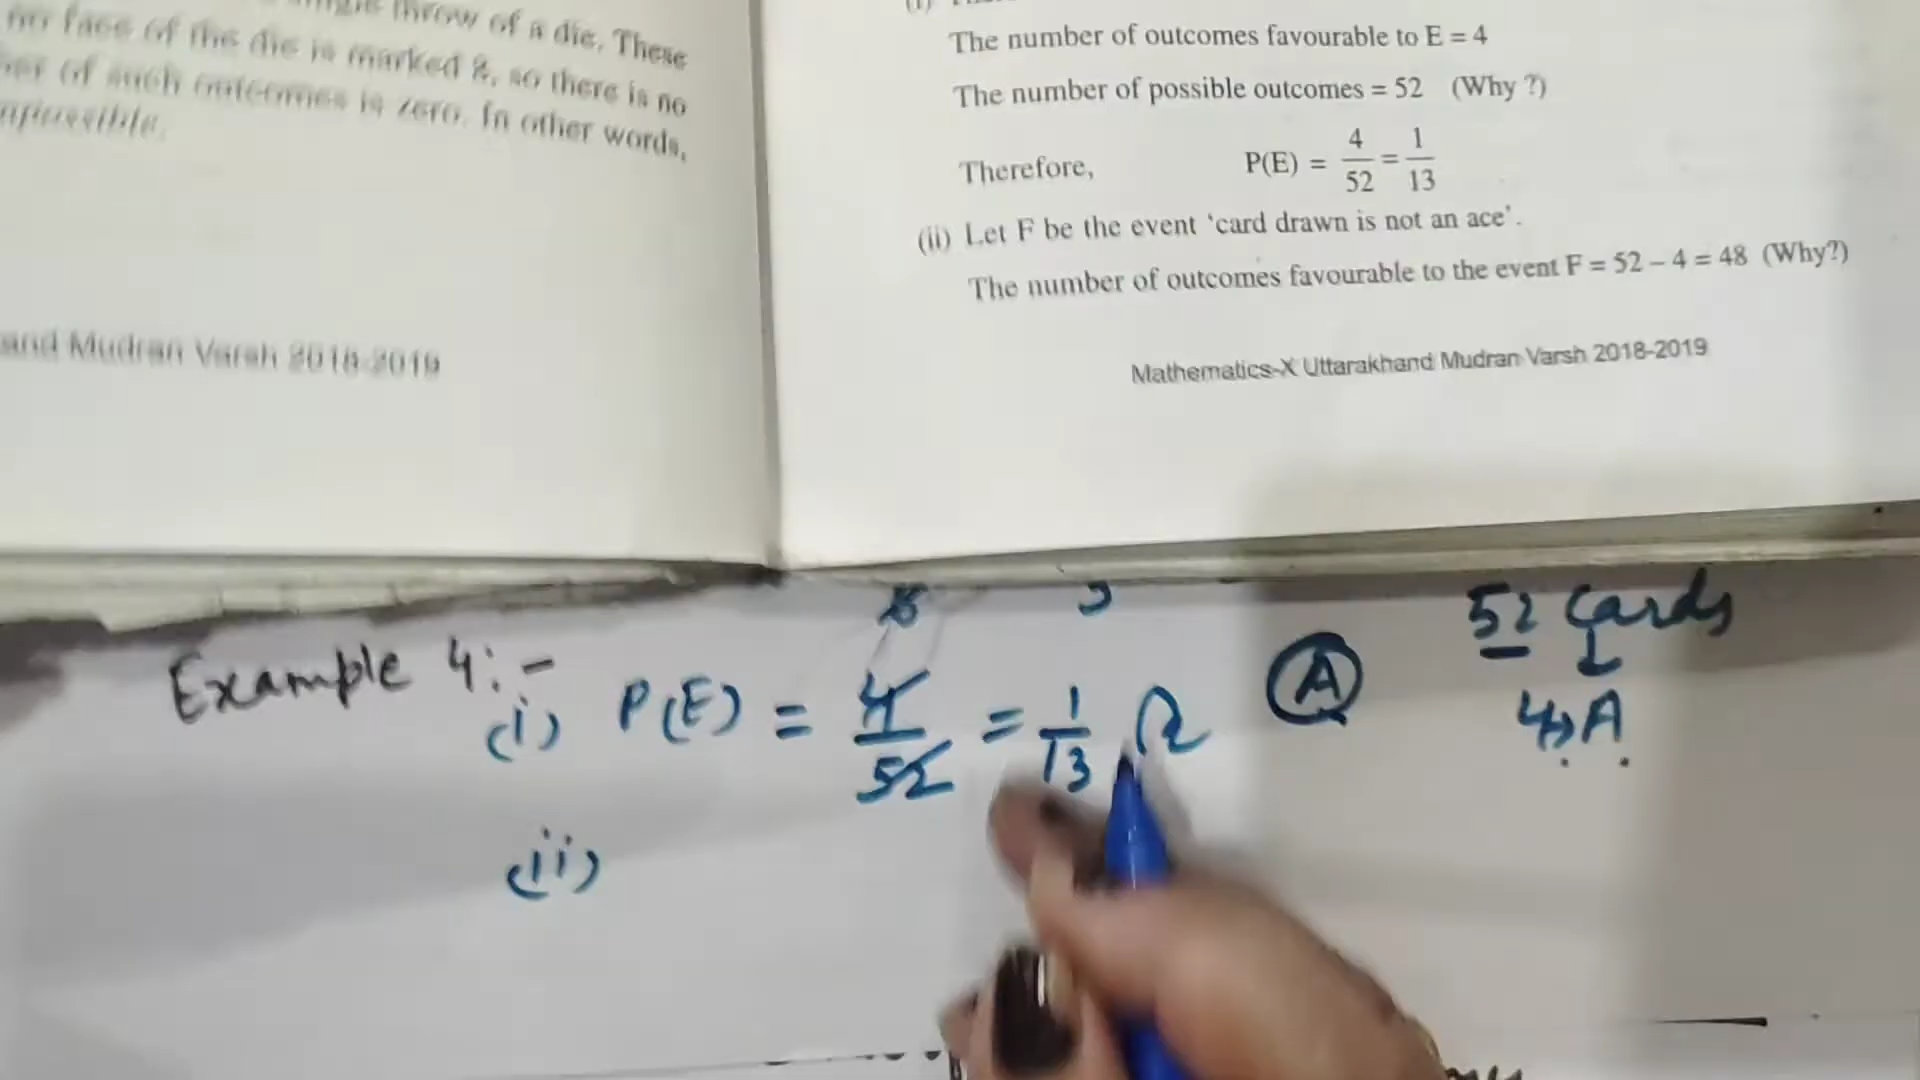 throw of a die. These
no face of the die is marked 8, so there is no
of such outcomes is zero. In other words,
impossible.
and Mudran Varsh 2018-2019
The number of outcomes favourable to E = 4
The number of possible outcomes = 52 (Why ?)
Therefore, P(E) = 4/52 = 1/13
(ii) Let F be the event ‘card drawn is not an ace’.
The number of outcomes favourable to the event F = 52 – 4 = 48 (Why?)
Mathematics-X Uttarakhand Mudran Varsh 2018-2019
52 Cards
4 A
A
Example 4:-
(i) P(E) = 4/52 = 1/13
(ii)